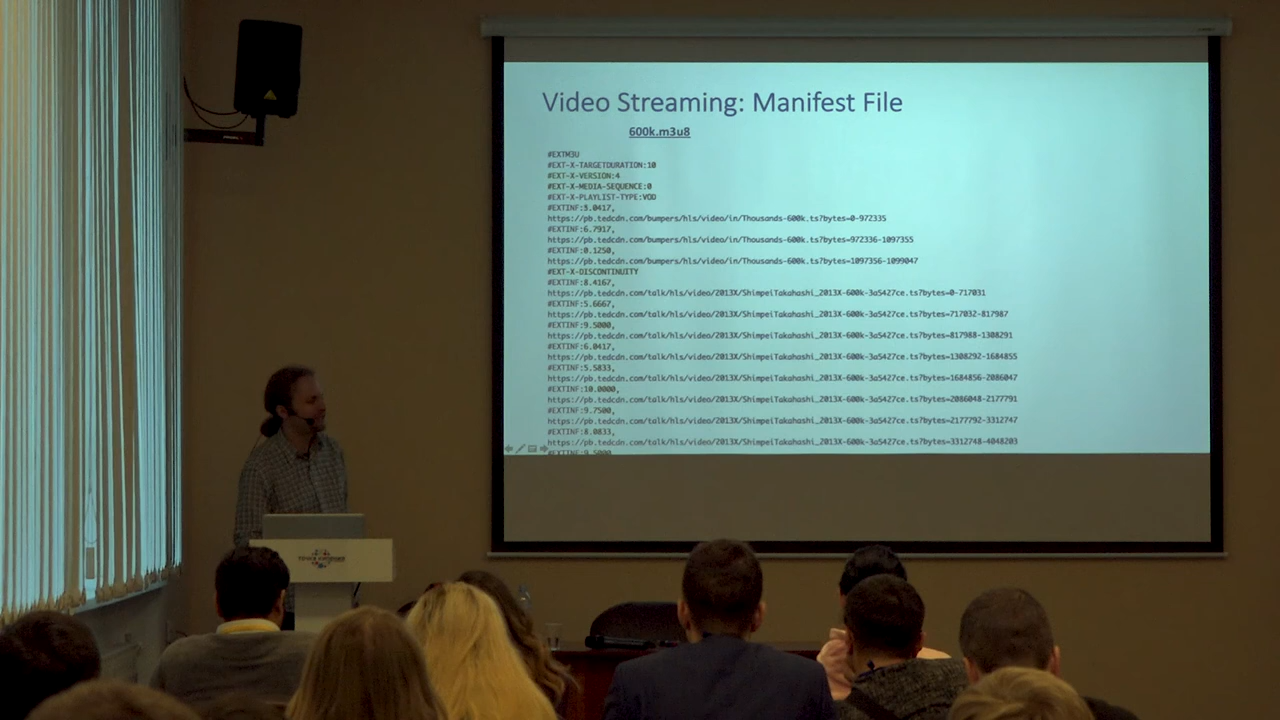 Video Streaming: Manifest File
600k.m3u8
#EXTM3U
#EXT-X-TARGETDURATION:10
#EXT-X-VERSION:4
#EXT-X-MEDIA-SEQUENCE:0
#EXT-X-PLAYLIST-TYPE:VOD
#EXTINF:3.0417,
https://pb.tedcdn.com/bumpers/hls/video/in/Thousands-600k.ts?bytes=0-972335
#EXTINF:6.7917,
https://pb.tedcdn.com/bumpers/hls/video/in/Thousands-600k.ts?bytes=972336-1097355
#EXTINF:0.1250,
https://pb.tedcdn.com/bumpers/hls/video/in/Thousands-600k.ts?bytes=1097356-1099047
#EXT-X-DISCONTINUITY
#EXTINF:8.4167,
https://pb.tedcdn.com/talk/hls/video/2013X/ShimpeiTakahashi_2013X-600k-3a5427ce.ts?bytes=0-717031
#EXTINF:5.6667,
https://pb.tedcdn.com/talk/hls/video/2013X/ShimpeiTakahashi_2013X-600k-3a5427ce.ts?bytes=717032-817987
#EXTINF:9.5000,
https://pb.tedcdn.com/talk/hls/video/2013X/ShimpeiTakahashi_2013X-600k-3a5427ce.ts?bytes=817988-1308291
#EXTINF:6.0417,
https://pb.tedcdn.com/talk/hls/video/2013X/ShimpeiTakahashi_2013X-600k-3a5427ce.ts?bytes=1308292-1684855
#EXTINF:5.5833,
https://pb.tedcdn.com/talk/hls/video/2013X/ShimpeiTakahashi_2013X-600k-3a5427ce.ts?bytes=1684856-2086047
#EXTINF:10.0000,
https://pb.tedcdn.com/talk/hls/video/2013X/ShimpeiTakahashi_2013X-600k-3a5427ce.ts?bytes=2086048-2177791
#EXTINF:9.7500,
https://pb.tedcdn.com/talk/hls/video/2013X/ShimpeiTakahashi_2013X-600k-3a5427ce.ts?bytes=2177792-3312747
#EXTINF:8.0833,
https://pb.tedcdn.com/talk/hls/video/2013X/ShimpeiTakahashi_2013X-600k-3a5427ce.ts?bytes=3312748-4048203
#EXTINF:9.5000